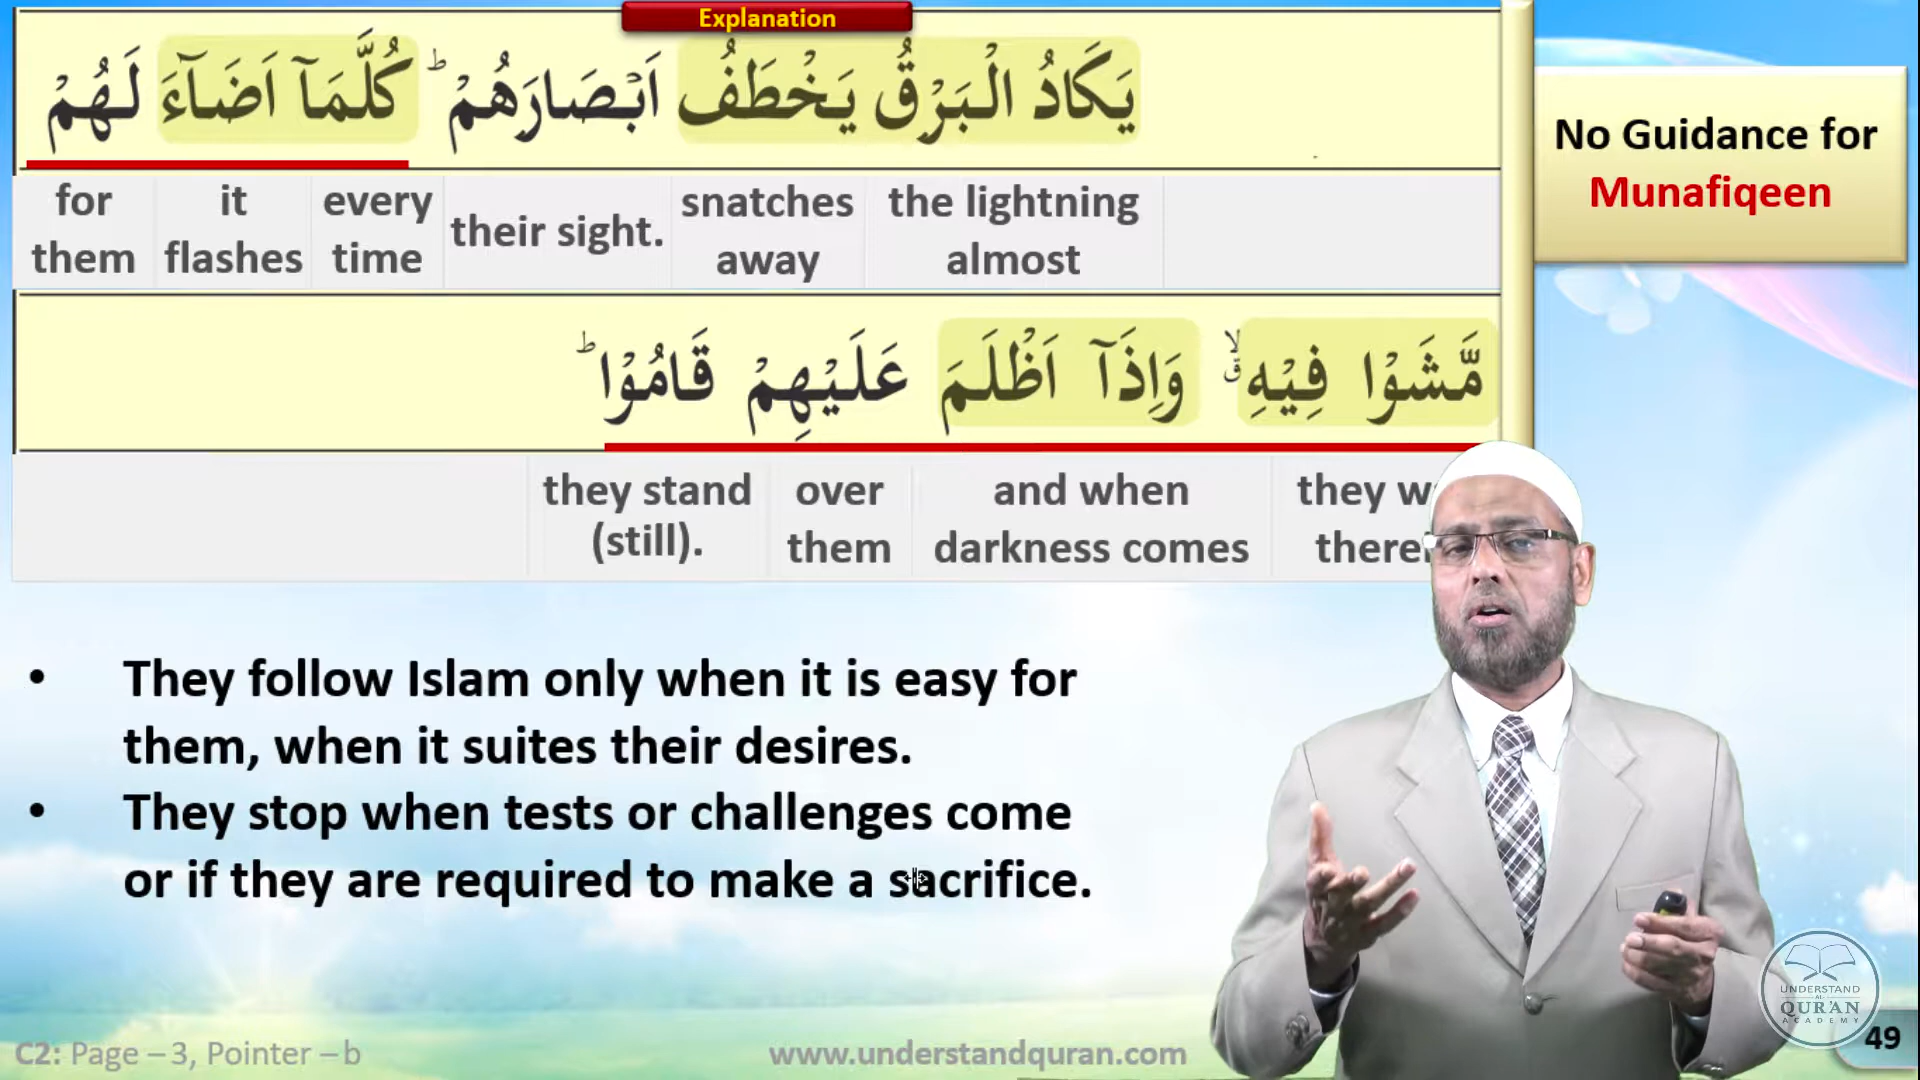 Explanation
يَكَادُ الْبَرْقُ يَخْطَفُ اَبْصَارَهُمْ ؕ كُلَّمَاۤ اَضَآءَ لَهُمْ
for them
it flashes
every time
their sight.
snatches away
the lightning almost
No Guidance for
Munafiqeen
مَّشَوْا فِيْهِ ۙۗ وَاِذَاۤ اَظْلَمَ عَلَيْهِمْ قَامُوْا ؕ
they stand (still).
over them
and when darkness comes
they
• They follow Islam only when it is easy for
them, when it suites their desires.
• They stop when tests or challenges come
or if they are required to make a sacrifice.
UNDERSTAND
AL-
QUR'AN
ACADEMY
C2: Page – 3, Pointer – b
www.understandquran.com
49